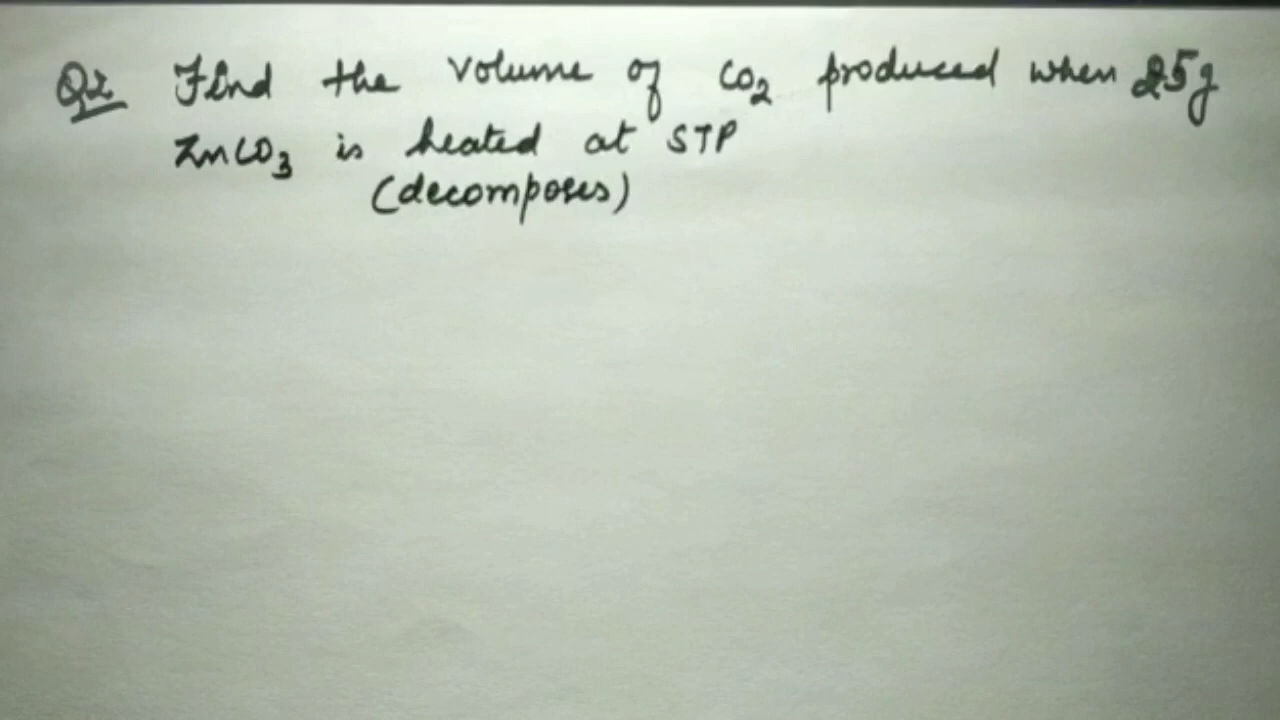 Q2 Find the volume of CO2 produced when 25g
ZnCO3 is heated at STP
(decomposes)